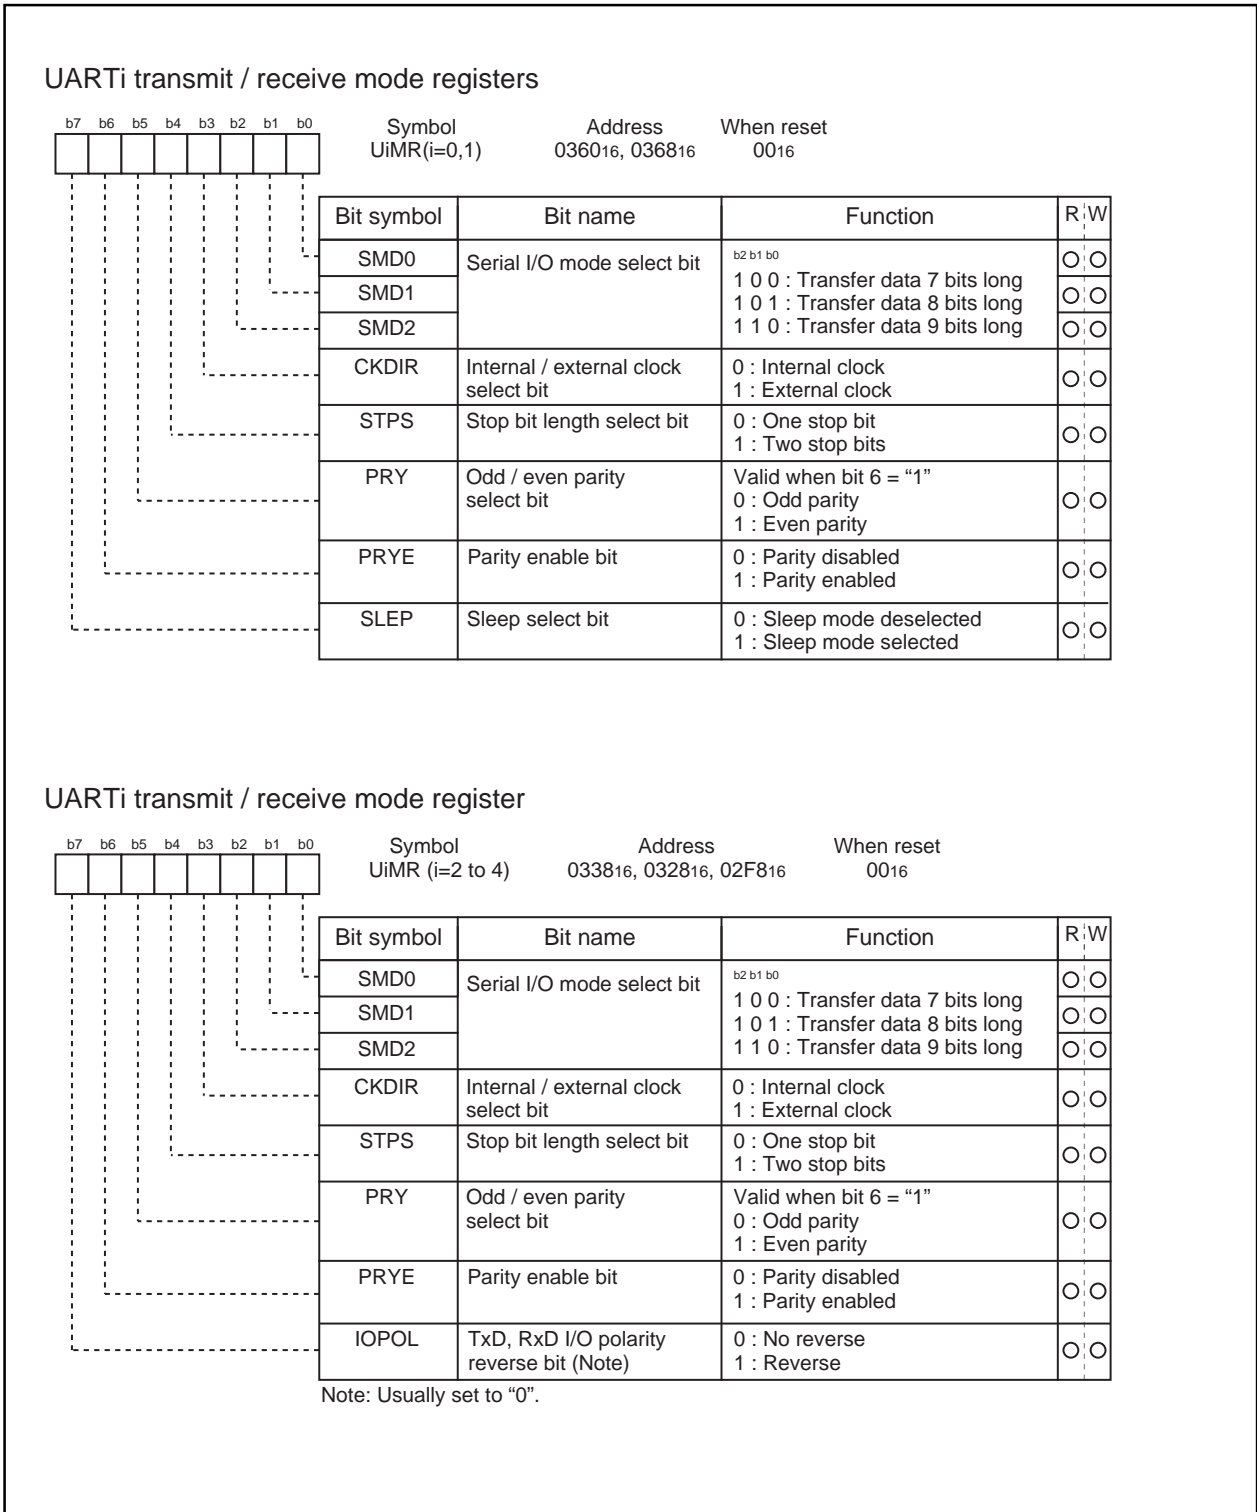 UARTi transmit / receive mode registers
b7 b6 b5 b4 b3 b2 b1 b0
Symbol Address When reset
UiMR(i=0,1) 036016, 036816 0016
Bit symbol Bit name Function R W
SMD0 Serial I/O mode select bit b2 b1 b0
1 0 0 : Transfer data 7 bits long
SMD1 1 0 1 : Transfer data 8 bits long
SMD2 1 1 0 : Transfer data 9 bits long
CKDIR Internal / external clock 0 : Internal clock
select bit 1 : External clock
STPS Stop bit length select bit 0 : One stop bit
1 : Two stop bits
PRY Odd / even parity Valid when bit 6 = “1”
select bit 0 : Odd parity
1 : Even parity
PRYE Parity enable bit 0 : Parity disabled
1 : Parity enabled
SLEP Sleep select bit 0 : Sleep mode deselected
1 : Sleep mode selected
UARTi transmit / receive mode register
b7 b6 b5 b4 b3 b2 b1 b0
Symbol Address When reset
UiMR (i=2 to 4) 033816, 032816, 02F816 0016
Bit symbol Bit name Function R W
SMD0 Serial I/O mode select bit b2 b1 b0
1 0 0 : Transfer data 7 bits long
SMD1 1 0 1 : Transfer data 8 bits long
SMD2 1 1 0 : Transfer data 9 bits long
CKDIR Internal / external clock 0 : Internal clock
select bit 1 : External clock
STPS Stop bit length select bit 0 : One stop bit
1 : Two stop bits
PRY Odd / even parity Valid when bit 6 = “1”
select bit 0 : Odd parity
1 : Even parity
PRYE Parity enable bit 0 : Parity disabled
1 : Parity enabled
IOPOL TxD, RxD I/O polarity 0 : No reverse
reverse bit (Note) 1 : Reverse
Note: Usually set to “0”.